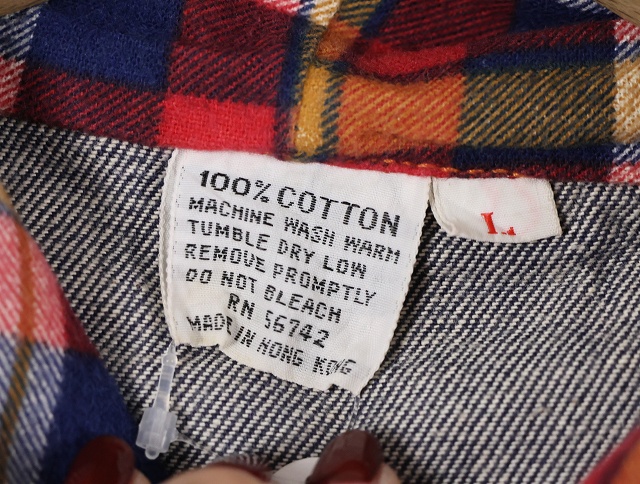 100% COTTON
MACHINE WASH WARM
TUMBLE DRY LOW
REMOVE PROMPTLY
DO NOT BLEACH
RN 56742
MADE IN HONG KONG
L